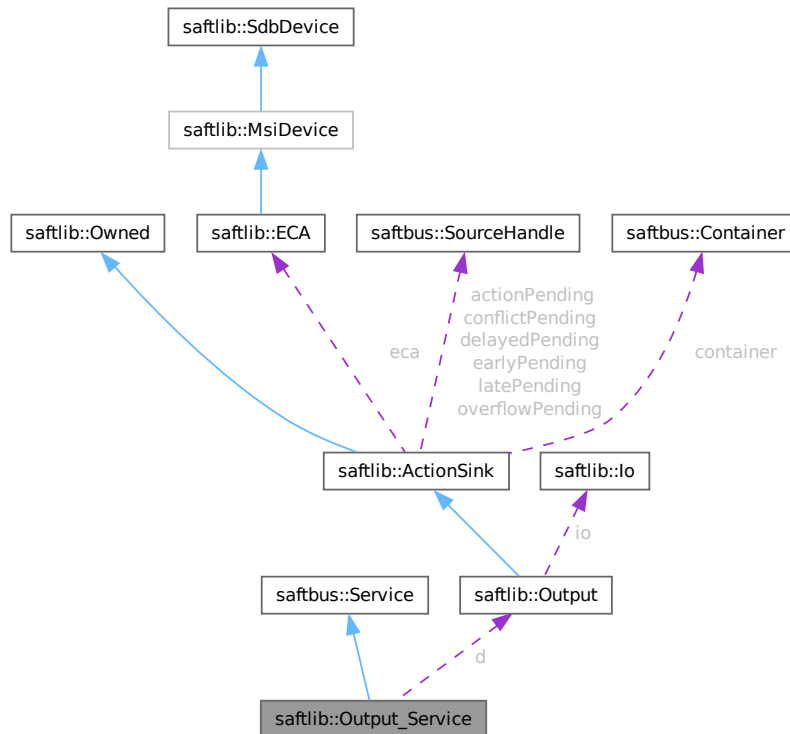 saftlib::SdbDevice
saftlib::MsiDevice
saftlib::Owned
saftlib::ECA
saftbus::SourceHandle
saftbus::Container
eca
actionPending
conflictPending
delayedPending
earlyPending
latePending
overflowPending
container
saftlib::ActionSink
saftlib::Io
io
saftbus::Service
saftlib::Output
d
saftlib::Output_Service